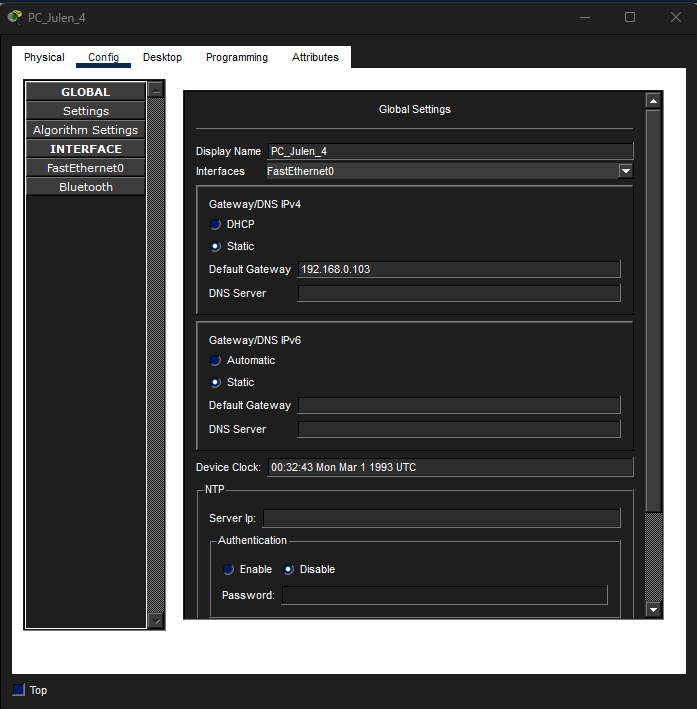 PC_Julen_4
Physical Config Desktop Programming Attributes
GLOBAL
Settings
Algorithm Settings
INTERFACE
FastEthernet0
Bluetooth
Global Settings
Display Name PC_Julen_4
Interfaces FastEthernet0
Gateway/DNS IPv4
DHCP
Static
Default Gateway 192.168.0.103
DNS Server
Gateway/DNS IPv6
Automatic
Static
Default Gateway
DNS Server
Device Clock: 00:32:43 Mon Mar 1 1993 UTC
NTP
Server Ip:
Authentication
Enable Disable
Password:
Top